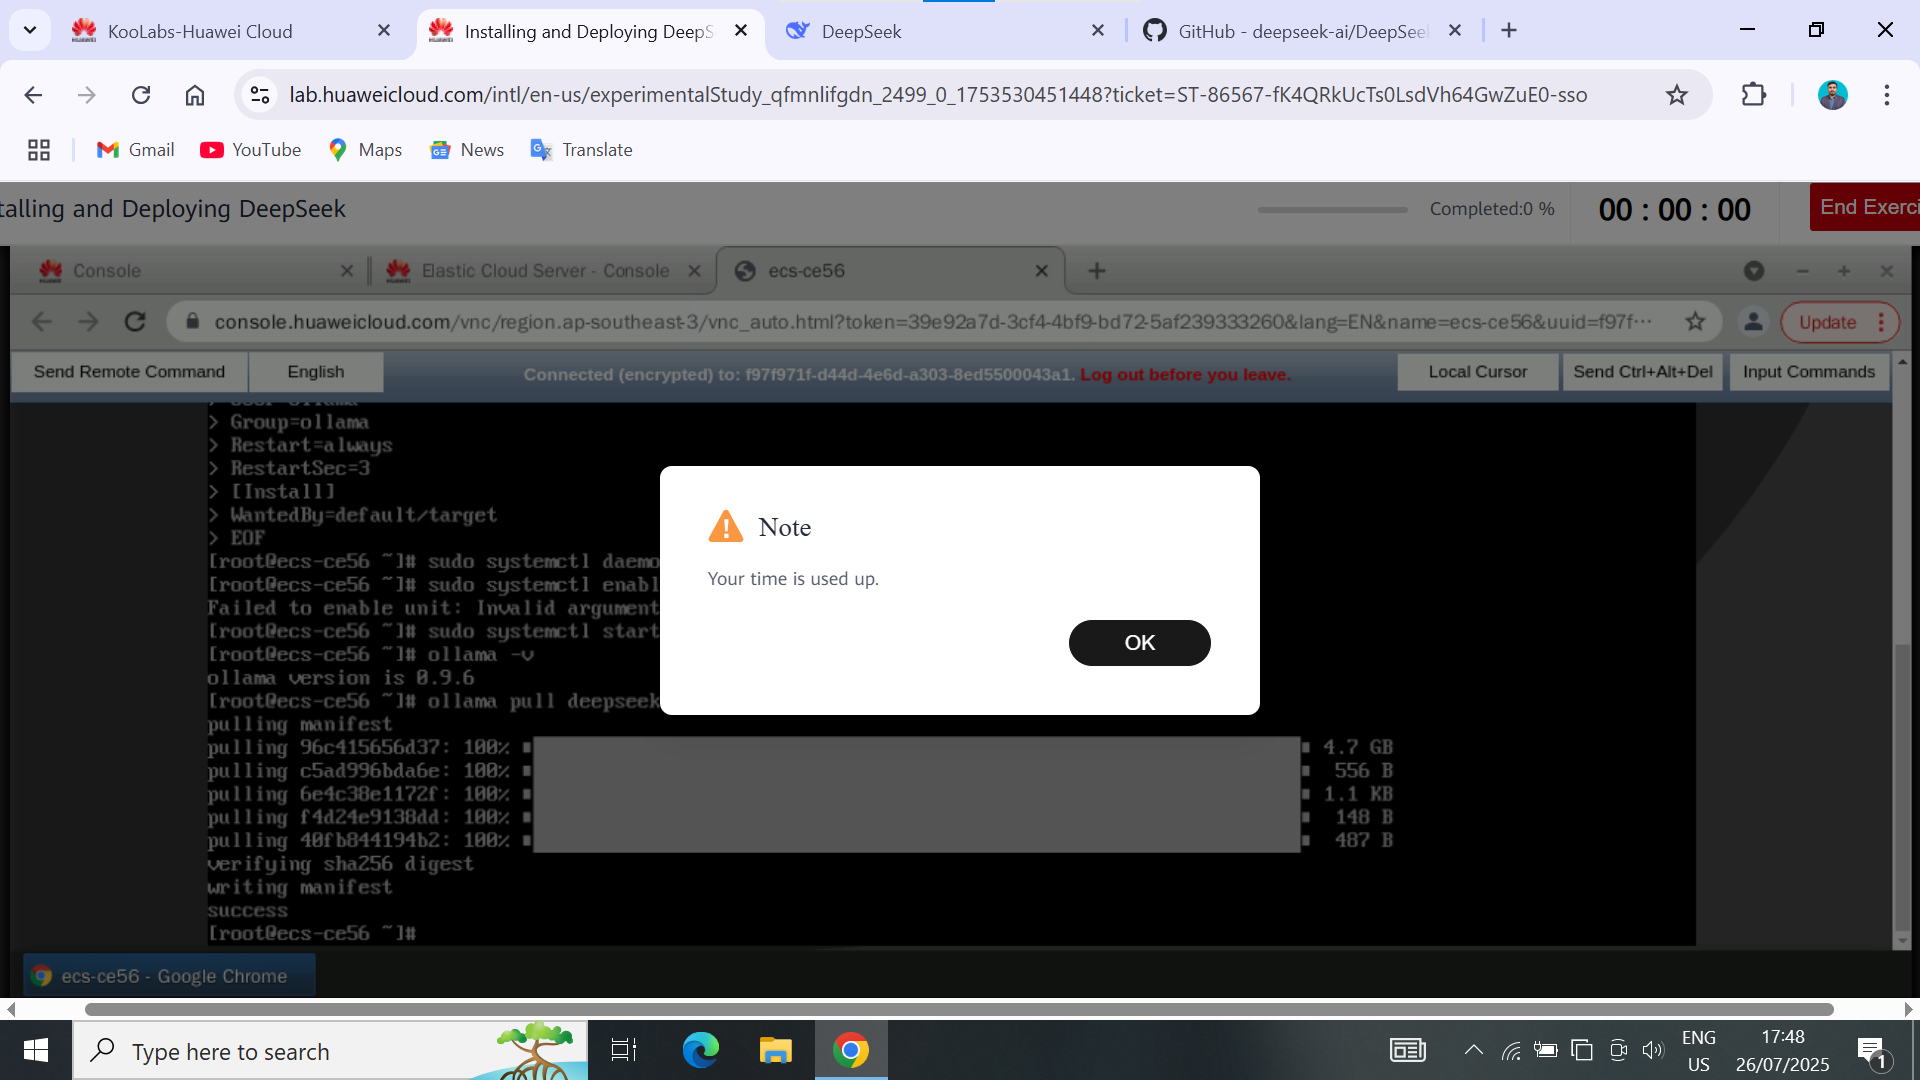 KooLabs-Huawei Cloud
Installing and Deploying DeepS
DeepSeek
GitHub - deepseek-ai/DeepSeek
lab.huaweicloud.com/intl/en-us/experimentalStudy_qfmnlifgdn_2499_0_1753530451448?ticket=ST-86567-fK4QRkUcTs0LsdVh64GwZuE0-sso
Gmail
YouTube
Maps
News
Translate
talling and Deploying DeepSeek
Completed:0 %
00 : 00 : 00
End Exerci
Console
Elastic Cloud Server - Console
ecs-ce56
console.huaweicloud.com/vnc/region.ap-southeast-3/vnc_auto.html?token=39e92a7d-3cf4-4bf9-bd72-5af239333260&lang=EN&name=ecs-ce56&uuid=f97f···
Update
Send Remote Command
English
Connected (encrypted) to: f97f971f-d44d-4e6d-a303-8ed5500043a1. Log out before you leave.
Local Cursor
Send Ctrl+Alt+Del
Input Commands
> Group=ollama
> Restart=always
> RestartSec=3
> [Install]
> WantedBy=default/target
> EOF
[root@ecs-ce56 ~]# sudo systemctl daemo
[root@ecs-ce56 ~]# sudo systemctl enabl
Failed to enable unit: Invalid argument
[root@ecs-ce56 ~]# sudo systemctl start
[root@ecs-ce56 ~]# ollama -v
ollama version is 0.9.6
[root@ecs-ce56 ~]# ollama pull deepseek
pulling manifest
pulling 96c415656d37: 100% 4.7 GB
pulling c5ad996bda6e: 100% 556 B
pulling 6e4c38e1172f: 100% 1.1 KB
pulling f4d24e9138dd: 100% 148 B
pulling 40fb844194b2: 100% 487 B
verifying sha256 digest
writing manifest
success
[root@ecs-ce56 ~]#
Note
Your time is used up.
OK
ecs-ce56 - Google Chrome
Type here to search
ENG
US
17:48
26/07/2025
1